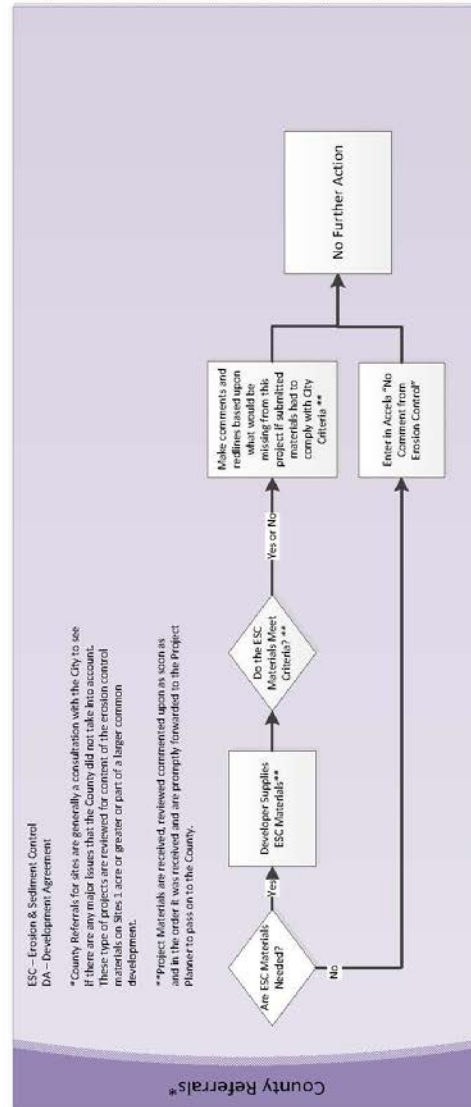 County Referrals*
ESC – Erosion & Sediment Control
DA – Development Agreement
*County Referrals for sites are generally a consultation with the City to see
if there are any major issues that the County did not take into account.
These type of projects are reviewed for content of the erosion control
materials on Sites 1 acre or greater or part of a larger common
development.
**Project Materials are received, reviewed commented upon as soon as
and in the order it was received and are promptly forwarded to the Project
Planner to pass on to the County.
Are ESC Materials
Needed?
Yes
No
Developer Supplies
ESC Materials**
Do the ESC
Materials Meet
Criteria? **
Yes or No
Make comments and
redlines based upon
what would be
missing from this
project if submitted
materials had to
comply with City
Criteria **
Enter in Accela "No
Comment from
Erosion Control"
No Further Action